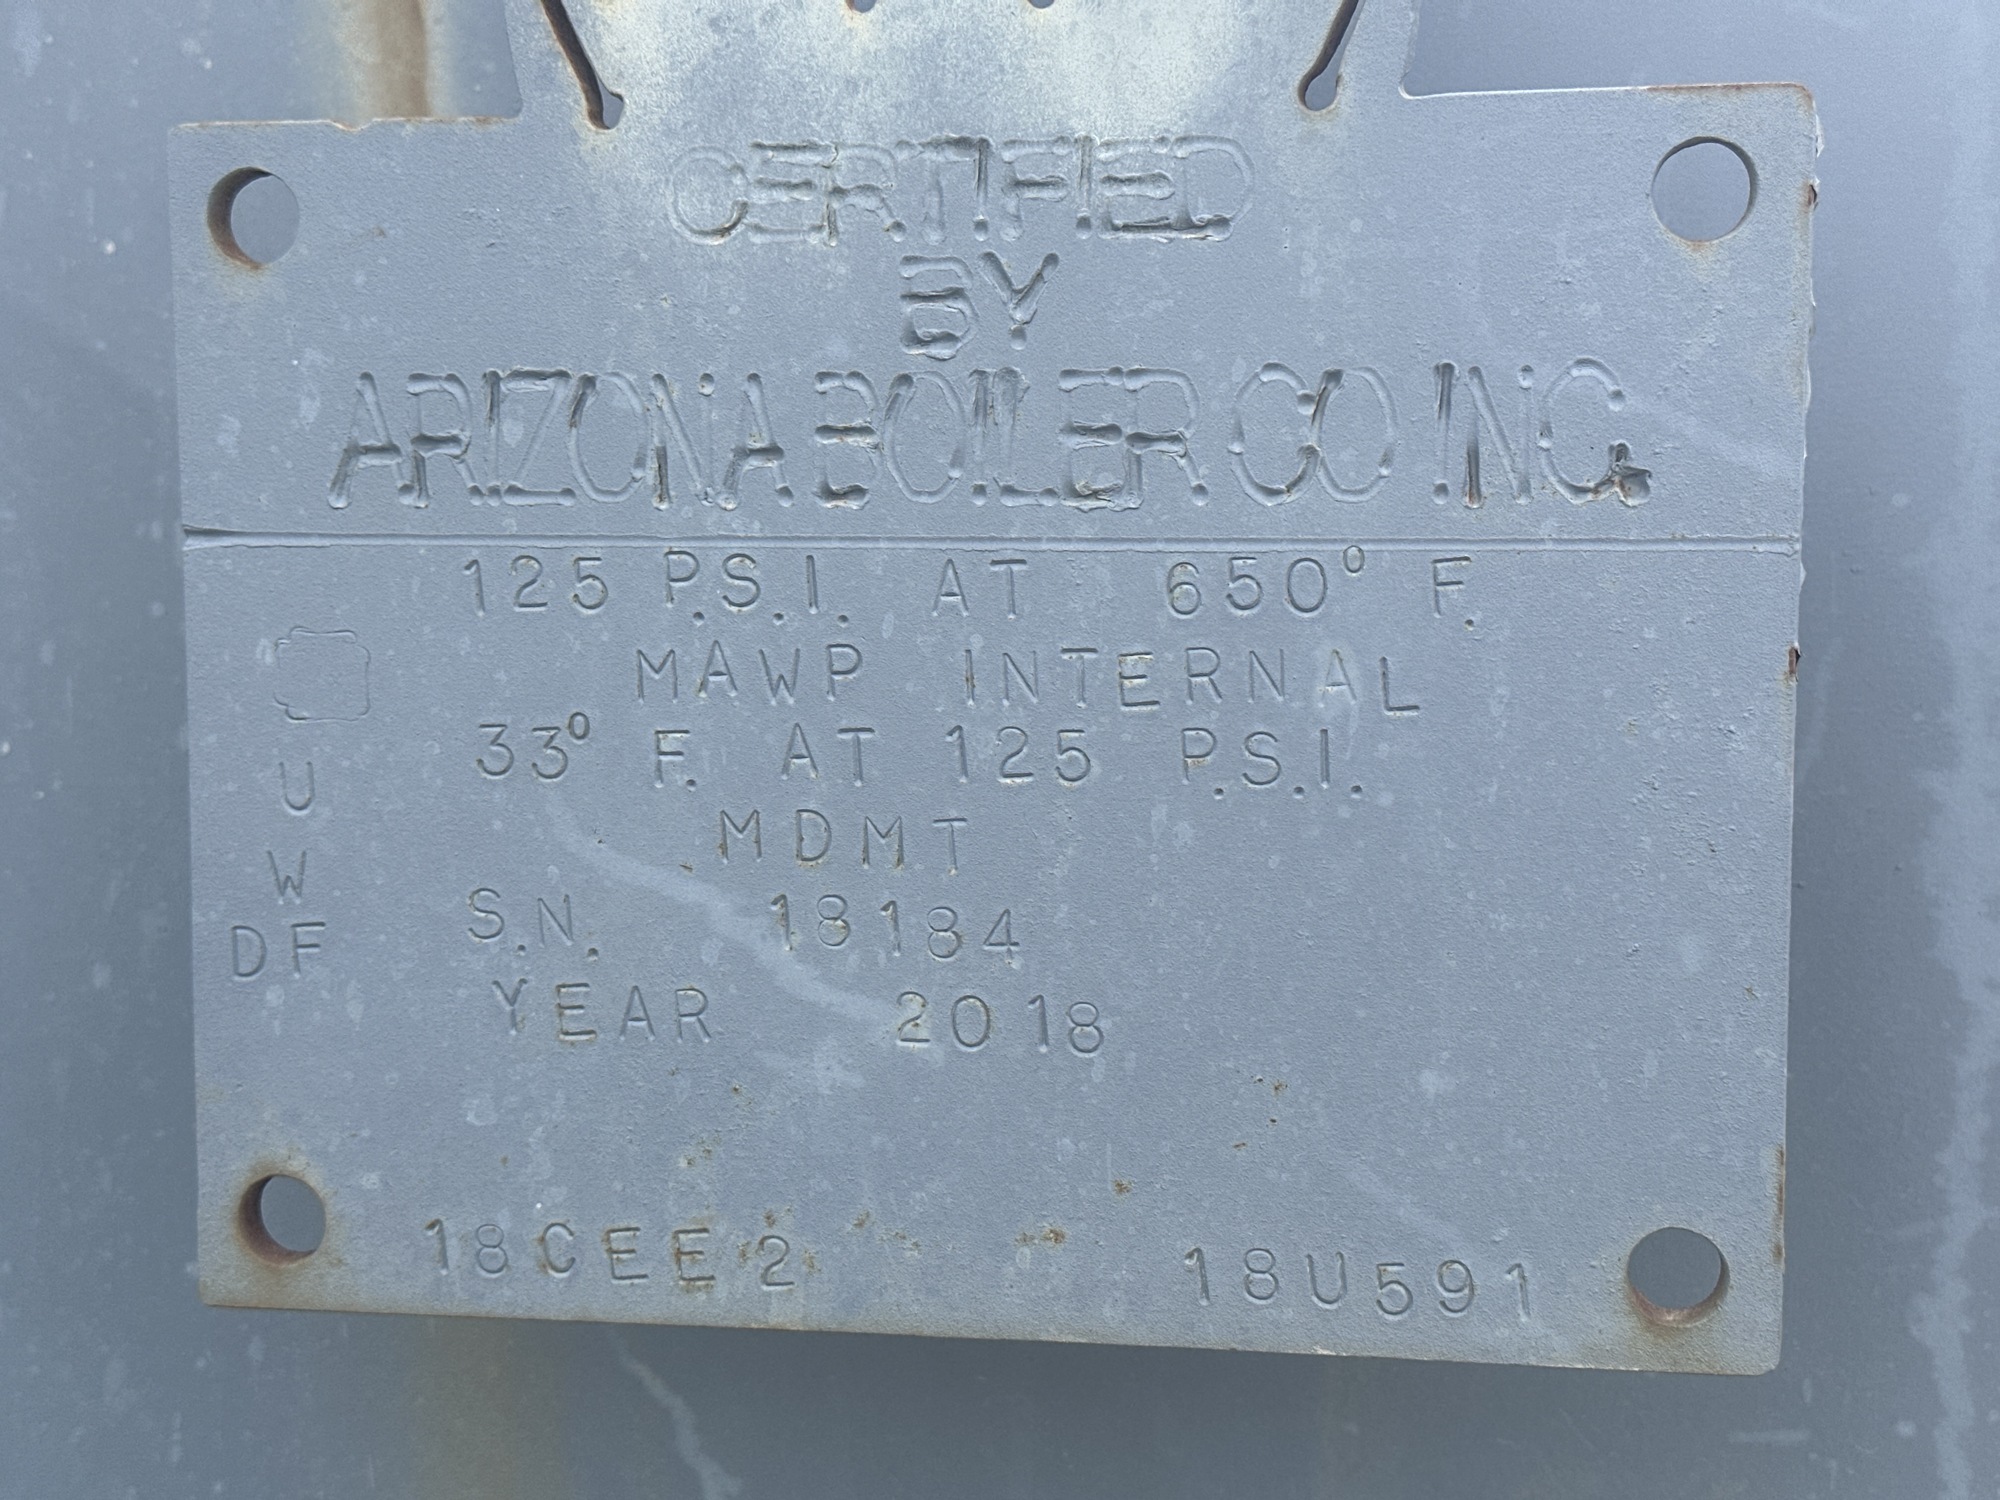 CERTIFIED
BY
ARIZONA BOILER CO INC.
125 P.S.I. AT 650° F.
MAWP INTERNAL
33° F. AT 125 P.S.I.
U
MDMT
W
S.N. 18184
DF
YEAR 2018
18CEE2 18U591